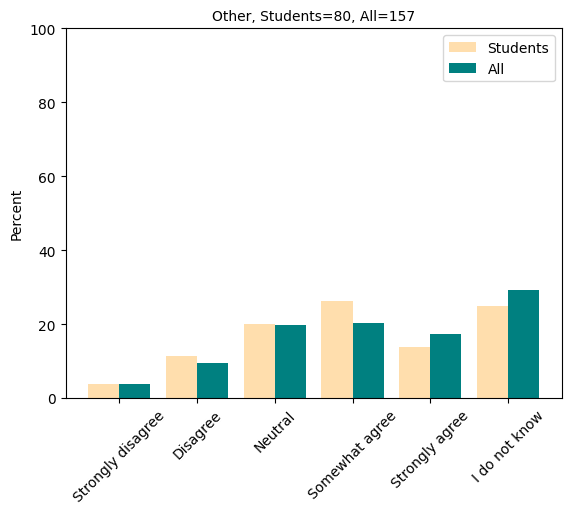 Other, Students=80, All=157
100
80
60
40
20
0
Percent
Students
All
Strongly disagree
Disagree
Neutral
Somewhat agree
Strongly agree
I do not know